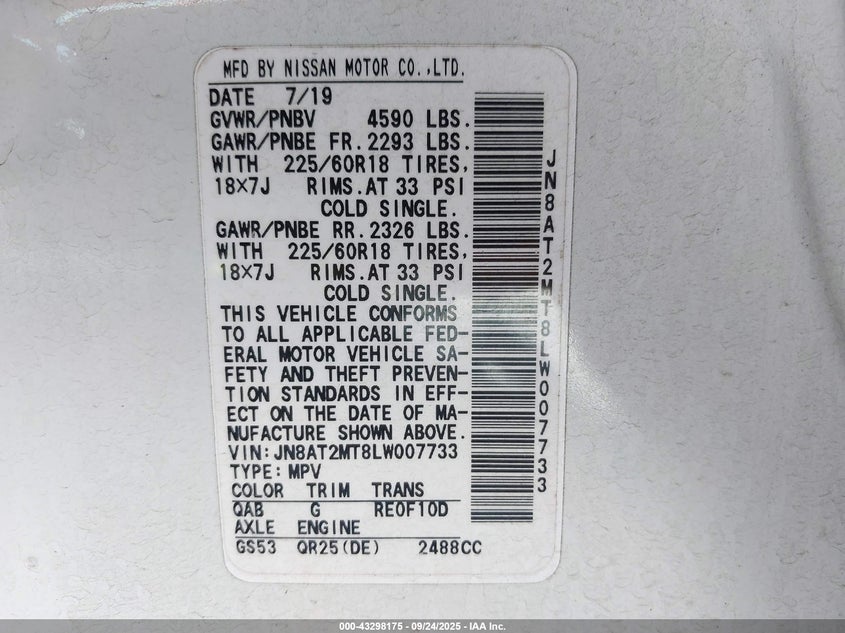 MFD BY NISSAN MOTOR CO.,LTD.
DATE 7/19
GVWR/PNBV 4590 LBS.
GAWR/PNBE FR. 2293 LBS.
WITH 225/60R18 TIRES,
18×7J RIMS. AT 33 PSI
COLD SINGLE.
GAWR/PNBE RR. 2326 LBS.
WITH 225/60R18 TIRES,
18×7J RIMS. AT 33 PSI
COLD SINGLE.
THIS VEHICLE CONFORMS
TO ALL APPLICABLE FED-
ERAL MOTOR VEHICLE SA-
FETY AND THEFT PREVEN-
TION STANDARDS IN EFF-
ECT ON THE DATE OF MA-
NUFACTURE SHOWN ABOVE.
VIN: JN8AT2MT8LW007733
TYPE: MPV
COLOR TRIM TRANS
QAB G RE0F10D
AXLE ENGINE
GS53 QR25(DE) 2488CC
JN8AT2MT8LW007733
000-43298175 - 09/24/2025 - IAA Inc.